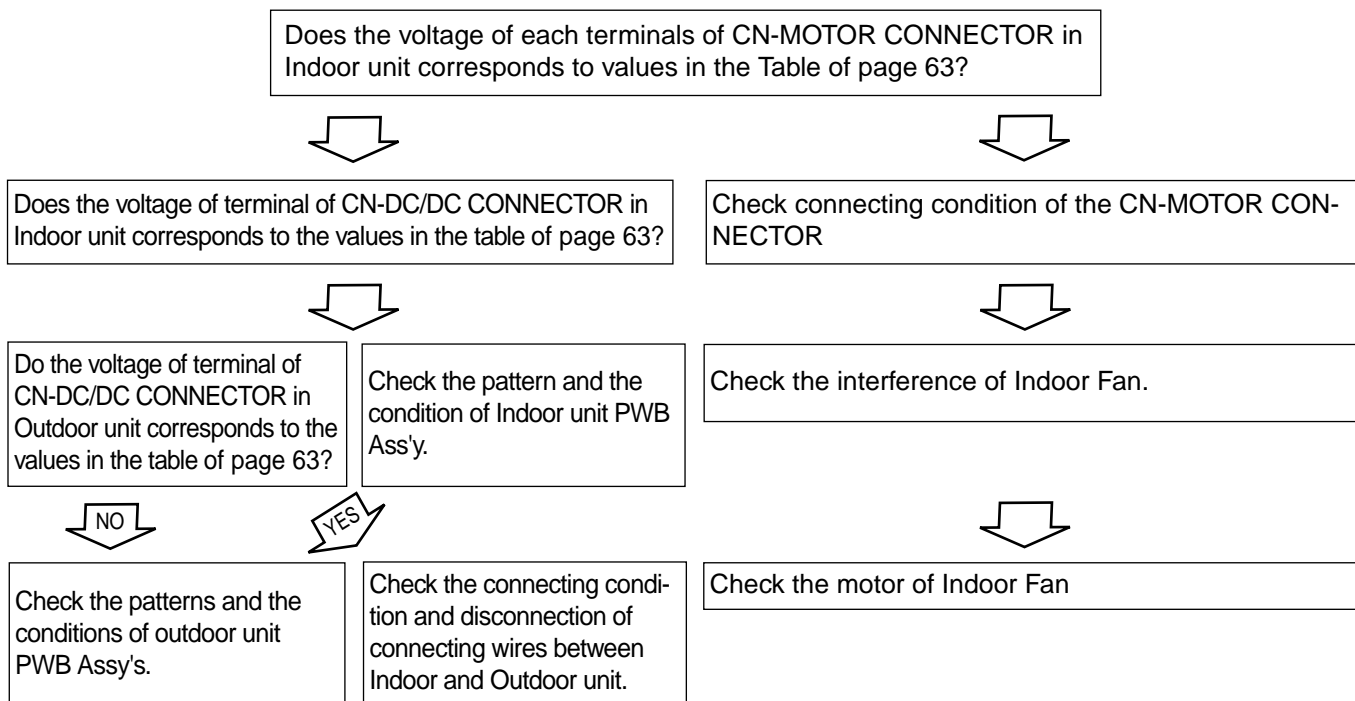 Does the voltage of each terminals of CN-MOTOR CONNECTOR in
Indoor unit corresponds to values in the Table of page 63?
Does the voltage of terminal of CN-DC/DC CONNECTOR in
Indoor unit corresponds to the values in the table of page 63?
Check connecting condition of the CN-MOTOR CON-
NECTOR
Do the voltage of terminal of
CN-DC/DC CONNECTOR in
Outdoor unit corresponds to the
values in the table of page 63?
Check the pattern and the
condition of Indoor unit PWB
Ass'y.
Check the interference of Indoor Fan.
NO
YES
Check the patterns and the
conditions of outdoor unit
PWB Assy's.
Check the connecting condi-
tion and disconnection of
connecting wires between
Indoor and Outdoor unit.
Check the motor of Indoor Fan